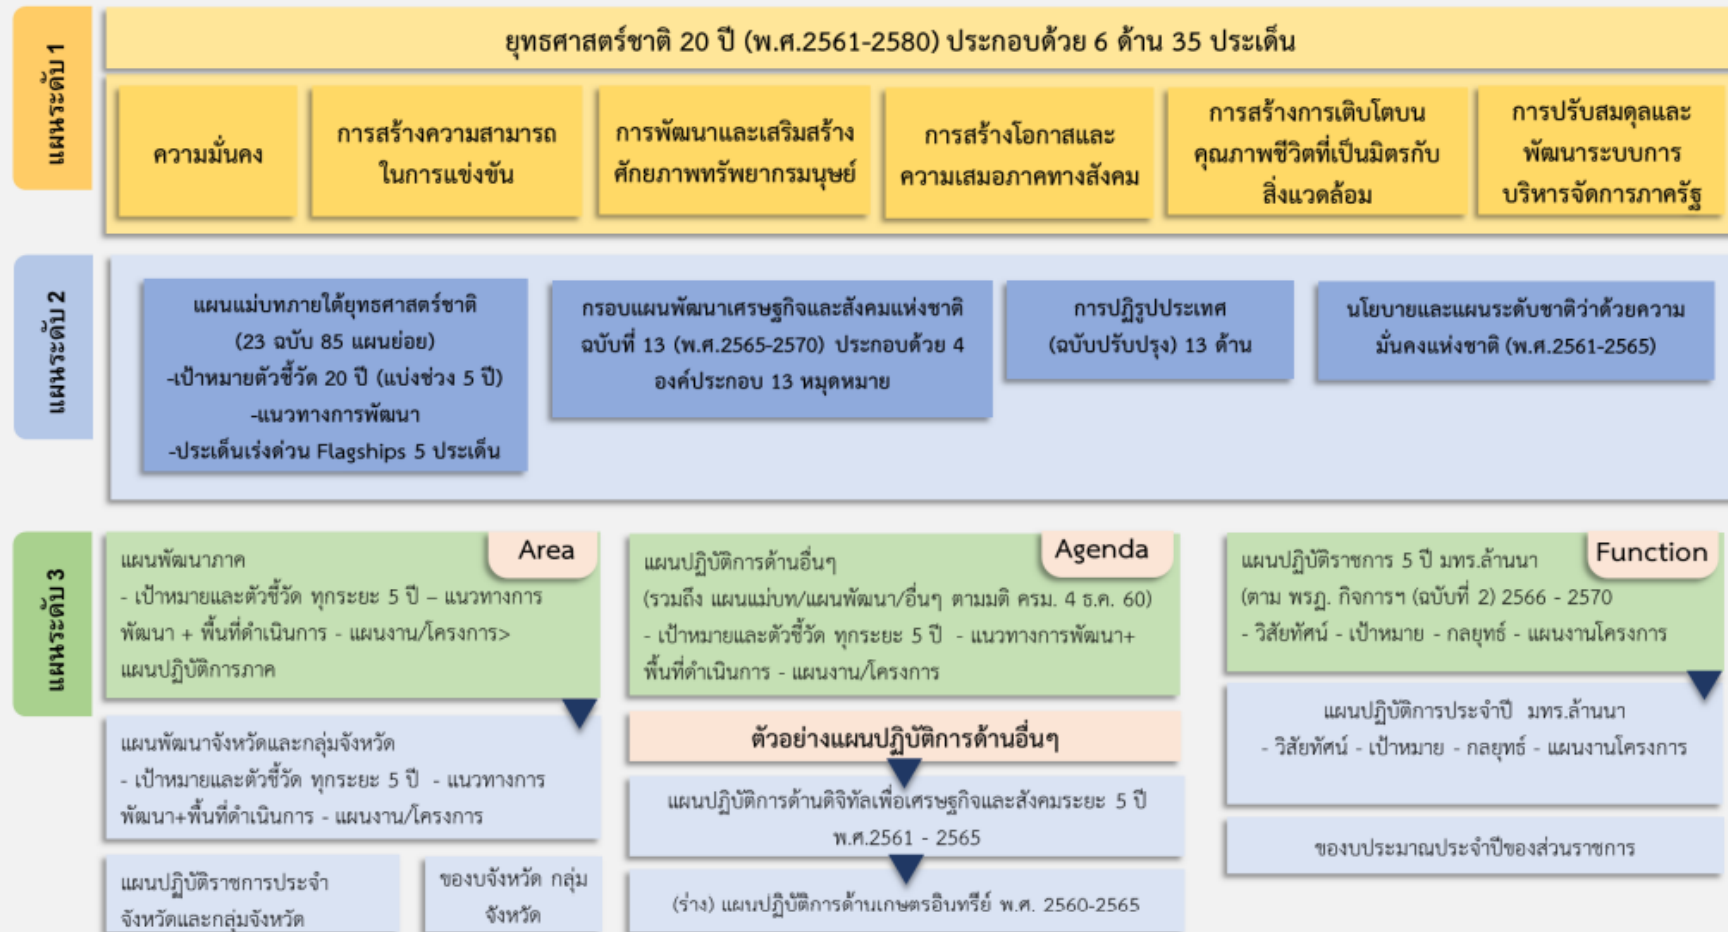 แผนระดับ 1
ยุทธศาสตร์ชาติ 20 ปี (พ.ศ.2561-2580) ประกอบด้วย 6 ด้าน 35 ประเด็น
ความมั่นคง
การสร้างความสามารถ
ในการแข่งขัน
การพัฒนาและเสริมสร้าง
ศักยภาพทรัพยากรมนุษย์
การสร้างโอกาสและ
ความเสมอภาคทางสังคม
การสร้างการเติบโตบน
คุณภาพชีวิตที่เป็นมิตรกับ
สิ่งแวดล้อม
การปรับสมดุลและ
พัฒนาระบบการ
บริหารจัดการภาครัฐ
แผนระดับ 2
แผนแม่บทภายใต้ยุทธศาสตร์ชาติ
(23 ฉบับ 85 แผนย่อย)
-เป้าหมายตัวชี้วัด 20 ปี (แบ่งช่วง 5 ปี)
-แนวทางการพัฒนา
-ประเด็นเร่งด่วน Flagships 5 ประเด็น
กรอบแผนพัฒนาเศรษฐกิจและสังคมแห่งชาติ
ฉบับที่ 13 (พ.ศ.2565-2570) ประกอบด้วย 4
องค์ประกอบ 13 หมุดหมาย
การปฏิรูปประเทศ
(ฉบับปรับปรุง) 13 ด้าน
นโยบายและแผนระดับชาติว่าด้วยความ
มั่นคงแห่งชาติ (พ.ศ.2561-2565)
แผนระดับ 3
Area
แผนพัฒนาภาค
- เป้าหมายและตัวชี้วัด ทุกระยะ 5 ปี – แนวทางการ
พัฒนา + พื้นที่ดำเนินการ - แผนงาน/โครงการ>
แผนปฏิบัติการภาค
แผนพัฒนาจังหวัดและกลุ่มจังหวัด
- เป้าหมายและตัวชี้วัด ทุกระยะ 5 ปี - แนวทางการ
พัฒนา+พื้นที่ดำเนินการ - แผนงาน/โครงการ
แผนปฏิบัติราชการประจำ
จังหวัดและกลุ่มจังหวัด
ของบจังหวัด กลุ่ม
จังหวัด
Agenda
แผนปฏิบัติการด้านอื่นๆ
(รวมถึง แผนแม่บท/แผนพัฒนา/อื่นๆ ตามมติ ครม. 4 ธ.ค. 60)
- เป้าหมายและตัวชี้วัด ทุกระยะ 5 ปี - แนวทางการพัฒนา+
พื้นที่ดำเนินการ - แผนงาน/โครงการ
ตัวอย่างแผนปฏิบัติการด้านอื่นๆ
แผนปฏิบัติการด้านดิจิทัลเพื่อเศรษฐกิจและสังคมระยะ 5 ปี
พ.ศ.2561 - 2565
(ร่าง) แผนปฏิบัติการด้านเกษตรอินทรีย์ พ.ศ. 2560-2565
Function
แผนปฏิบัติราชการ 5 ปี มทร.ล้านนา
(ตาม พรฎ. กิจการฯ (ฉบับที่ 2) 2566 - 2570
- วิสัยทัศน์ - เป้าหมาย - กลยุทธ์ - แผนงานโครงการ
แผนปฏิบัติการประจำปี มทร.ล้านนา
- วิสัยทัศน์ - เป้าหมาย - กลยุทธ์ - แผนงานโครงการ
ของบประมาณประจำปีของส่วนราชการ